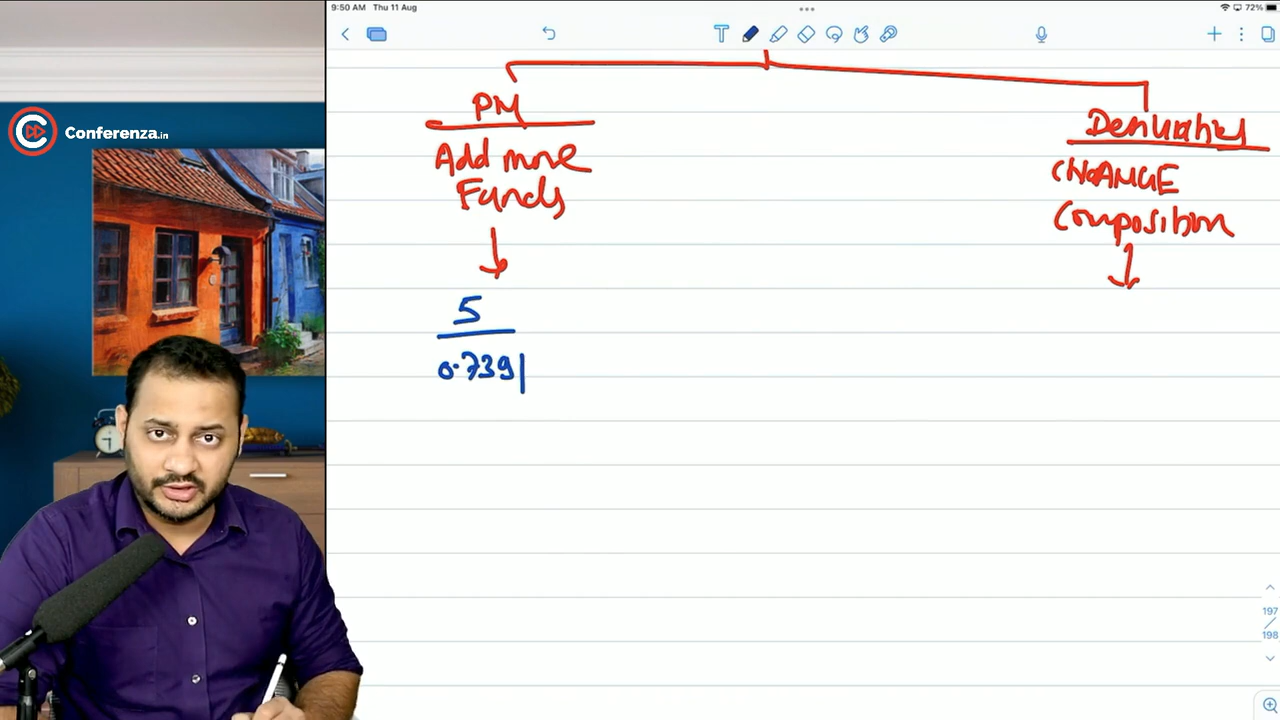 9:50 AM Thu 11 Aug
72%
Conferenza.in
PM
Add more
Funds
5
0.739
Derivatives
CHANGE
Composition
197
198